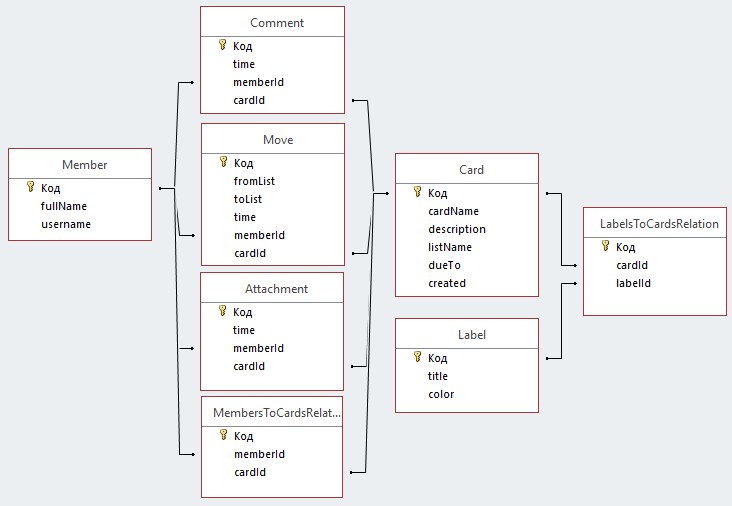 Comment
Код
time
memberId
cardId
Move
Код
fromList
toList
time
memberId
cardId
Member
Код
fullName
username
Attachment
Код
time
memberId
cardId
MembersToCardsRelat...
Код
memberId
cardId
Card
Код
cardName
description
listName
dueTo
created
Label
Код
title
color
LabelsToCardsRelation
Код
cardId
labelId